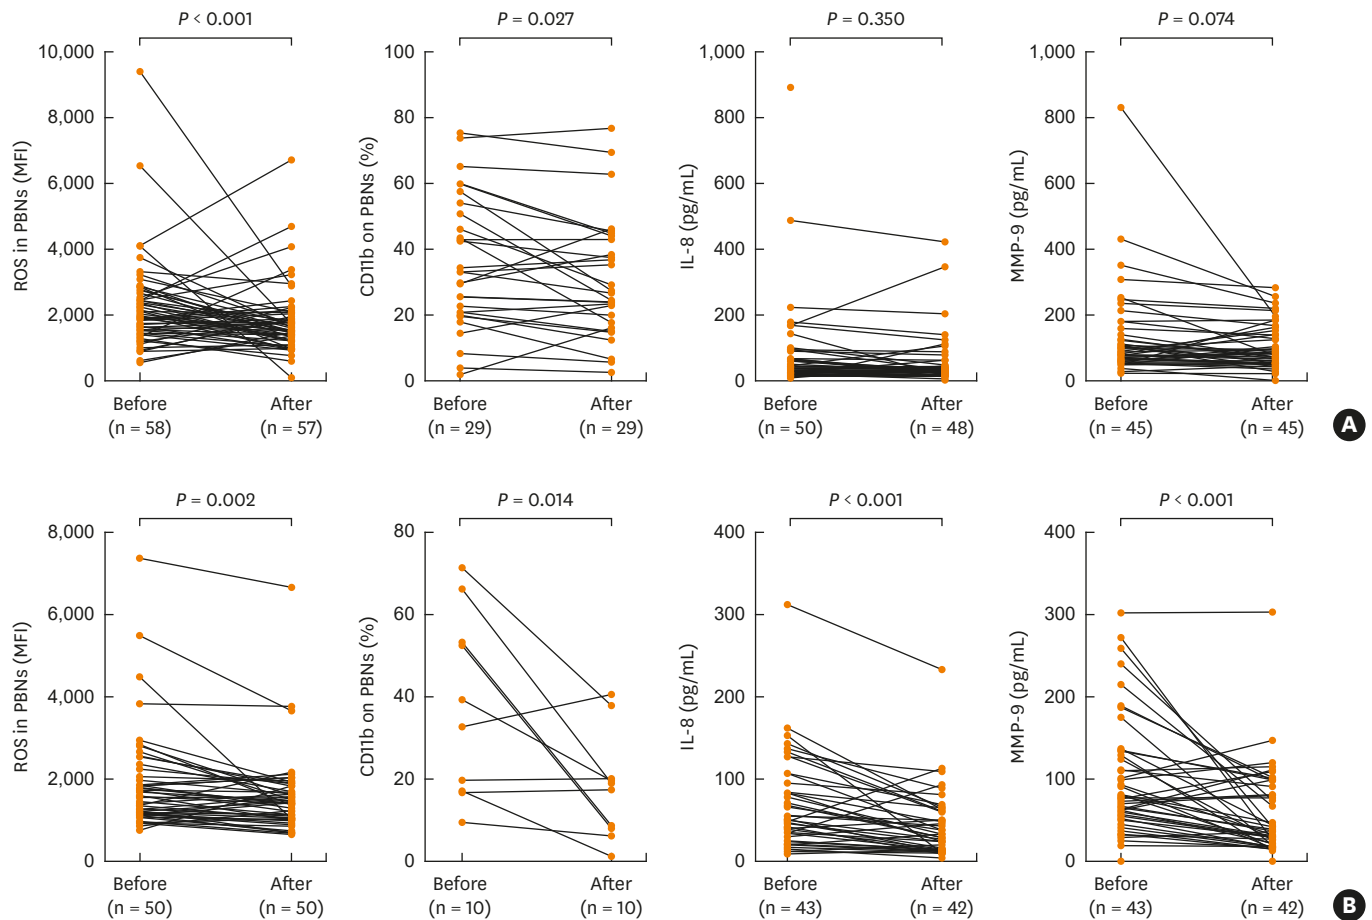 P < 0.001
10,000
8,000
6,000
4,000
2,000
0
ROS in PBNs (MFI)
Before
(n = 58)
After
(n = 57)
P = 0.027
100
80
60
40
20
0
CD11b on PBNs (%)
Before
(n = 29)
After
(n = 29)
P = 0.350
1,000
800
600
400
200
0
IL-8 (pg/mL)
Before
(n = 50)
After
(n = 48)
P = 0.074
1,000
800
600
400
200
0
MMP-9 (pg/mL)
Before
(n = 45)
After
(n = 45)
A
P = 0.002
8,000
6,000
4,000
2,000
0
ROS in PBNs (MFI)
Before
(n = 50)
After
(n = 50)
P = 0.014
80
60
40
20
0
CD11b on PBNs (%)
Before
(n = 10)
After
(n = 10)
P < 0.001
400
300
200
100
0
IL-8 (pg/mL)
Before
(n = 43)
After
(n = 42)
P < 0.001
400
300
200
100
0
MMP-9 (pg/mL)
Before
(n = 43)
After
(n = 42)
B